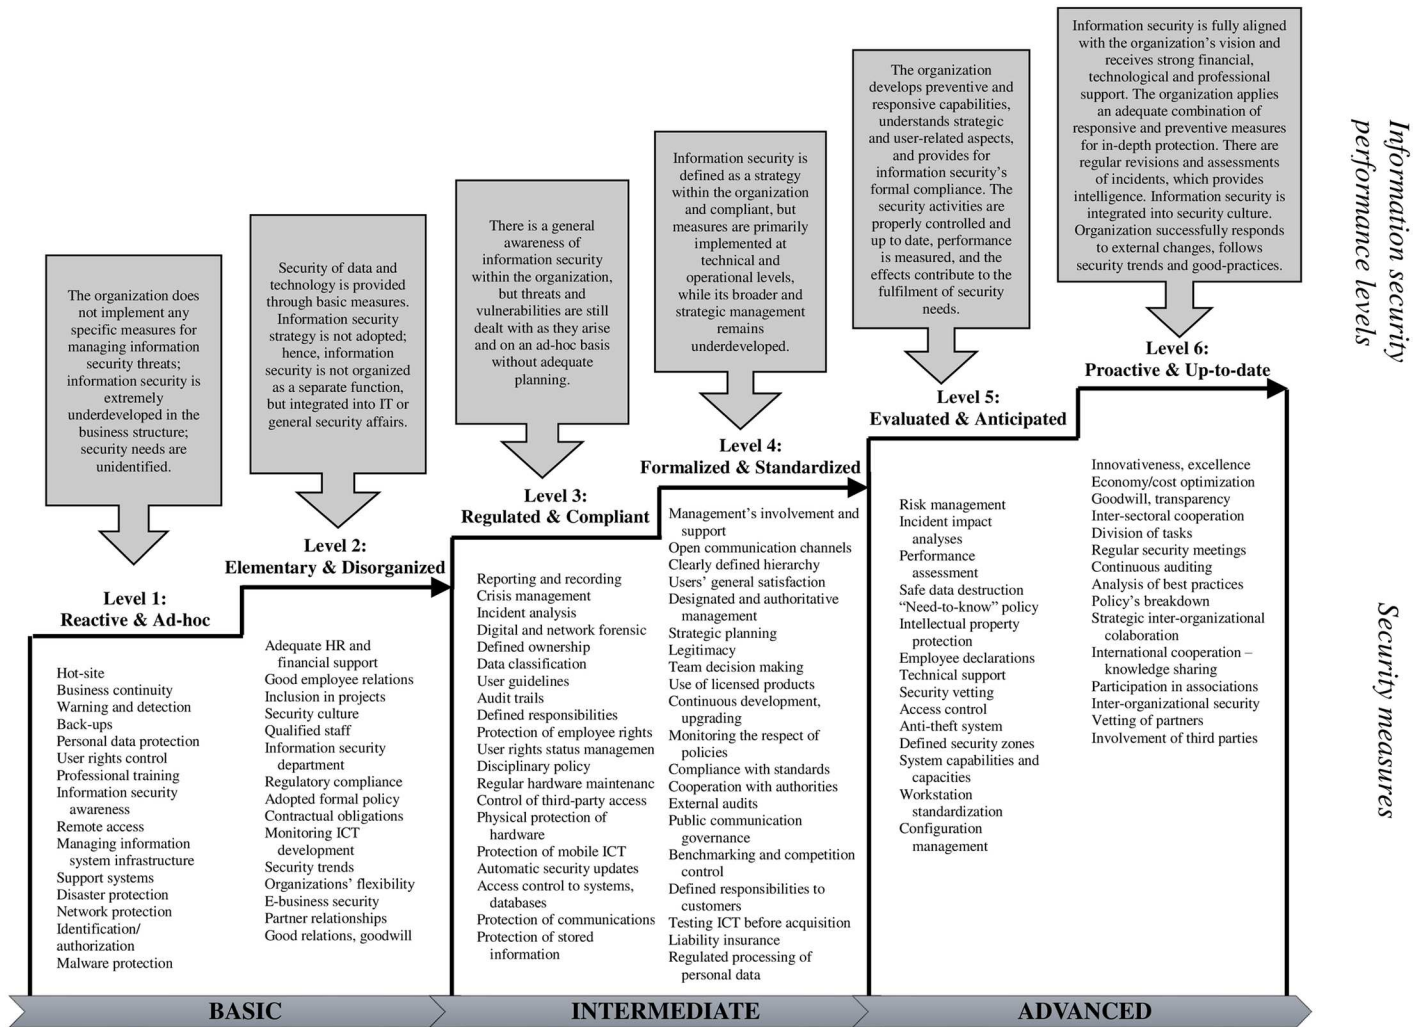 Information security is fully aligned
with the organization's vision and
receives strong financial,
technological and professional
support. The organization applies
an adequate combination of
responsive and preventive measures
for in-depth protection. There are
regular revisions and assessments
of incidents, which provides
intelligence. Information security is
integrated into security culture.
Organization successfully responds
to external changes, follows
security trends and good-practices.
The organization
develops preventive and
responsive capabilities,
understands strategic
and user-related aspects,
and provides for
information security's
formal compliance. The
security activities are
properly controlled and
up to date, performance
is measured, and the
effects contribute to the
fulfilment of security
needs.
Information security is
defined as a strategy
within the organization
and compliant, but
measures are primarily
implemented at
technical and
operational levels,
while its broader and
strategic management
remains
underdeveloped.
There is a general
awareness of
information security
within the organization,
but threats and
vulnerabilities are still
dealt with as they arise
and on an ad-hoc basis
without adequate
planning.
Security of data and
technology is provided
through basic measures.
Information security
strategy is not adopted;
hence, information
security is not organized
as a separate function,
but integrated into IT or
general security affairs.
The organization does
not implement any
specific measures for
managing information
security threats;
information security is
extremely
underdeveloped in the
business structure;
security needs are
unidentified.
Information security
performance levels
Level 1:
Reactive & Ad-hoc
Hot-site
Business continuity
Warning and detection
Back-ups
Personal data protection
User rights control
Professional training
Information security
awareness
Remote access
Managing information
system infrastructure
Support systems
Disaster protection
Network protection
Identification/
authorization
Malware protection
Level 2:
Elementary & Disorganized
Adequate HR and
financial support
Good employee relations
Inclusion in projects
Security culture
Qualified staff
Information security
department
Regulatory compliance
Adopted formal policy
Contractual obligations
Monitoring ICT
development
Security trends
Organizations' flexibility
E-business security
Partner relationships
Good relations, goodwill
Level 3:
Regulated & Compliant
Reporting and recording
Crisis management
Incident analysis
Digital and network forensic
Defined ownership
Data classification
User guidelines
Audit trails
Defined responsibilities
Protection of employee rights
User rights status managemen
Disciplinary policy
Regular hardware maintenanc
Control of third-party access
Physical protection of
hardware
Protection of mobile ICT
Automatic security updates
Access control to systems,
databases
Protection of communications
Protection of stored
information
Level 4:
Formalized & Standardized
Management's involvement and
support
Open communication channels
Clearly defined hierarchy
Users' general satisfaction
Designated and authoritative
management
Strategic planning
Legitimacy
Team decision making
Use of licensed products
Continuous development,
upgrading
Monitoring the respect of
policies
Compliance with standards
Cooperation with authorities
External audits
Public communication
governance
Benchmarking and competition
control
Defined responsibilities to
customers
Testing ICT before acquisition
Liability insurance
Regulated processing of
personal data
Level 5:
Evaluated & Anticipated
Risk management
Incident impact
analyses
Performance
assessment
Safe data destruction
“Need-to-know” policy
Intellectual property
protection
Employee declarations
Technical support
Security vetting
Access control
Anti-theft system
Defined security zones
System capabilities and
capacities
Workstation
standardization
Configuration
management
Level 6:
Proactive & Up-to-date
Innovativeness, excellence
Economy/cost optimization
Goodwill, transparency
Inter-sectoral cooperation
Division of tasks
Regular security meetings
Continuous auditing
Analysis of best practices
Policy's breakdown
Strategic inter-organizational
colaboration
International cooperation –
knowledge sharing
Participation in associations
Inter-organizational security
Vetting of partners
Involvement of third parties
Security measures
BASIC
INTERMEDIATE
ADVANCED